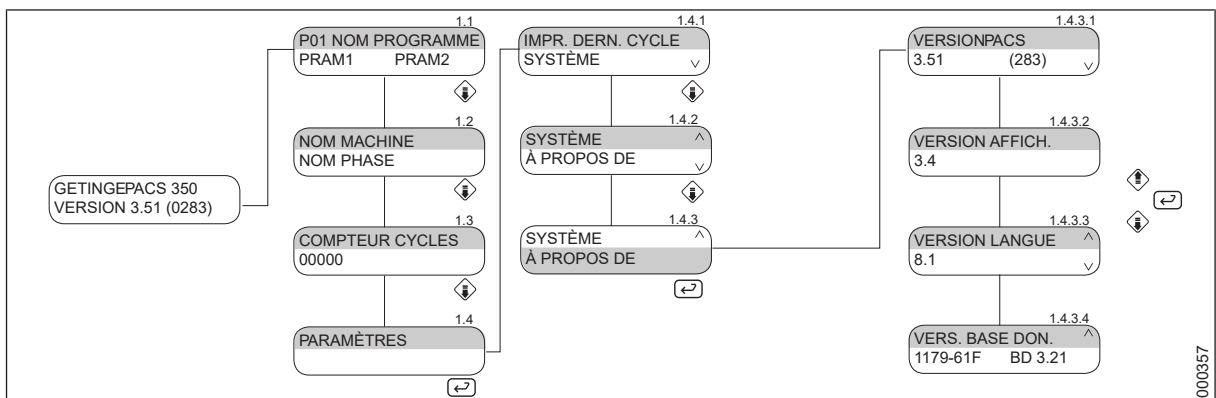 GETINGEPACS 350
VERSION 3.51 (0283)
1.1
P01 NOM PROGRAMME
PRAM1 PRAM2
1.2
NOM MACHINE
NOM PHASE
1.3
COMPTEUR CYCLES
00000
1.4
PARAMÈTRES
1.4.1
IMPR. DERN. CYCLE
SYSTÈME
1.4.2
SYSTÈME
À PROPOS DE
1.4.3
SYSTÈME
À PROPOS DE
1.4.3.1
VERSIONPACS
3.51 (283)
1.4.3.2
VERSION AFFICH.
3.4
1.4.3.3
VERSION LANGUE
8.1
1.4.3.4
VERS. BASE DON.
1179-61F BD 3.21
000357